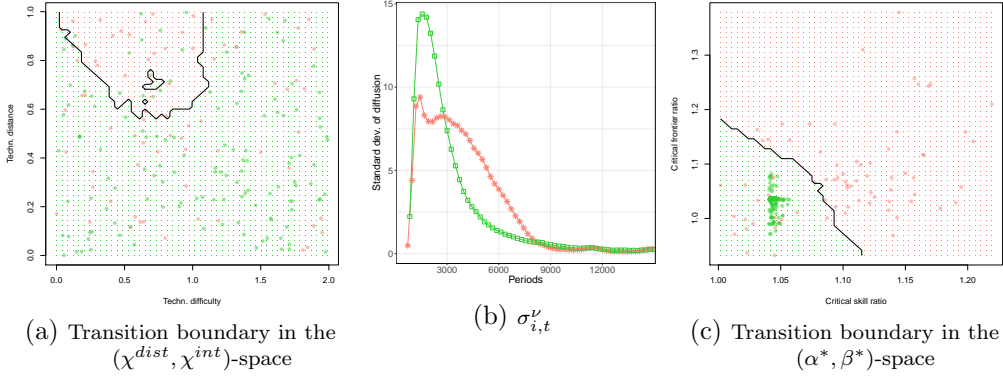 Techn. distance
0.0 0.2 0.4 0.6 0.8 1.0
0.0 0.5 1.0 1.5 2.0
Techn. difficulty
(a) Transition boundary in the
(χ^{dist}, χ^{int})-space
Standard dev. of diffusion
0
5
10
15
3000 6000 9000 12000
Periods
(b) σ^ν_{i,t}
Critical frontier ratio
1.0 1.1 1.2 1.3
1.00 1.05 1.10 1.15 1.20
Critical skill ratio
(c) Transition boundary in the
(α*, β*)-space